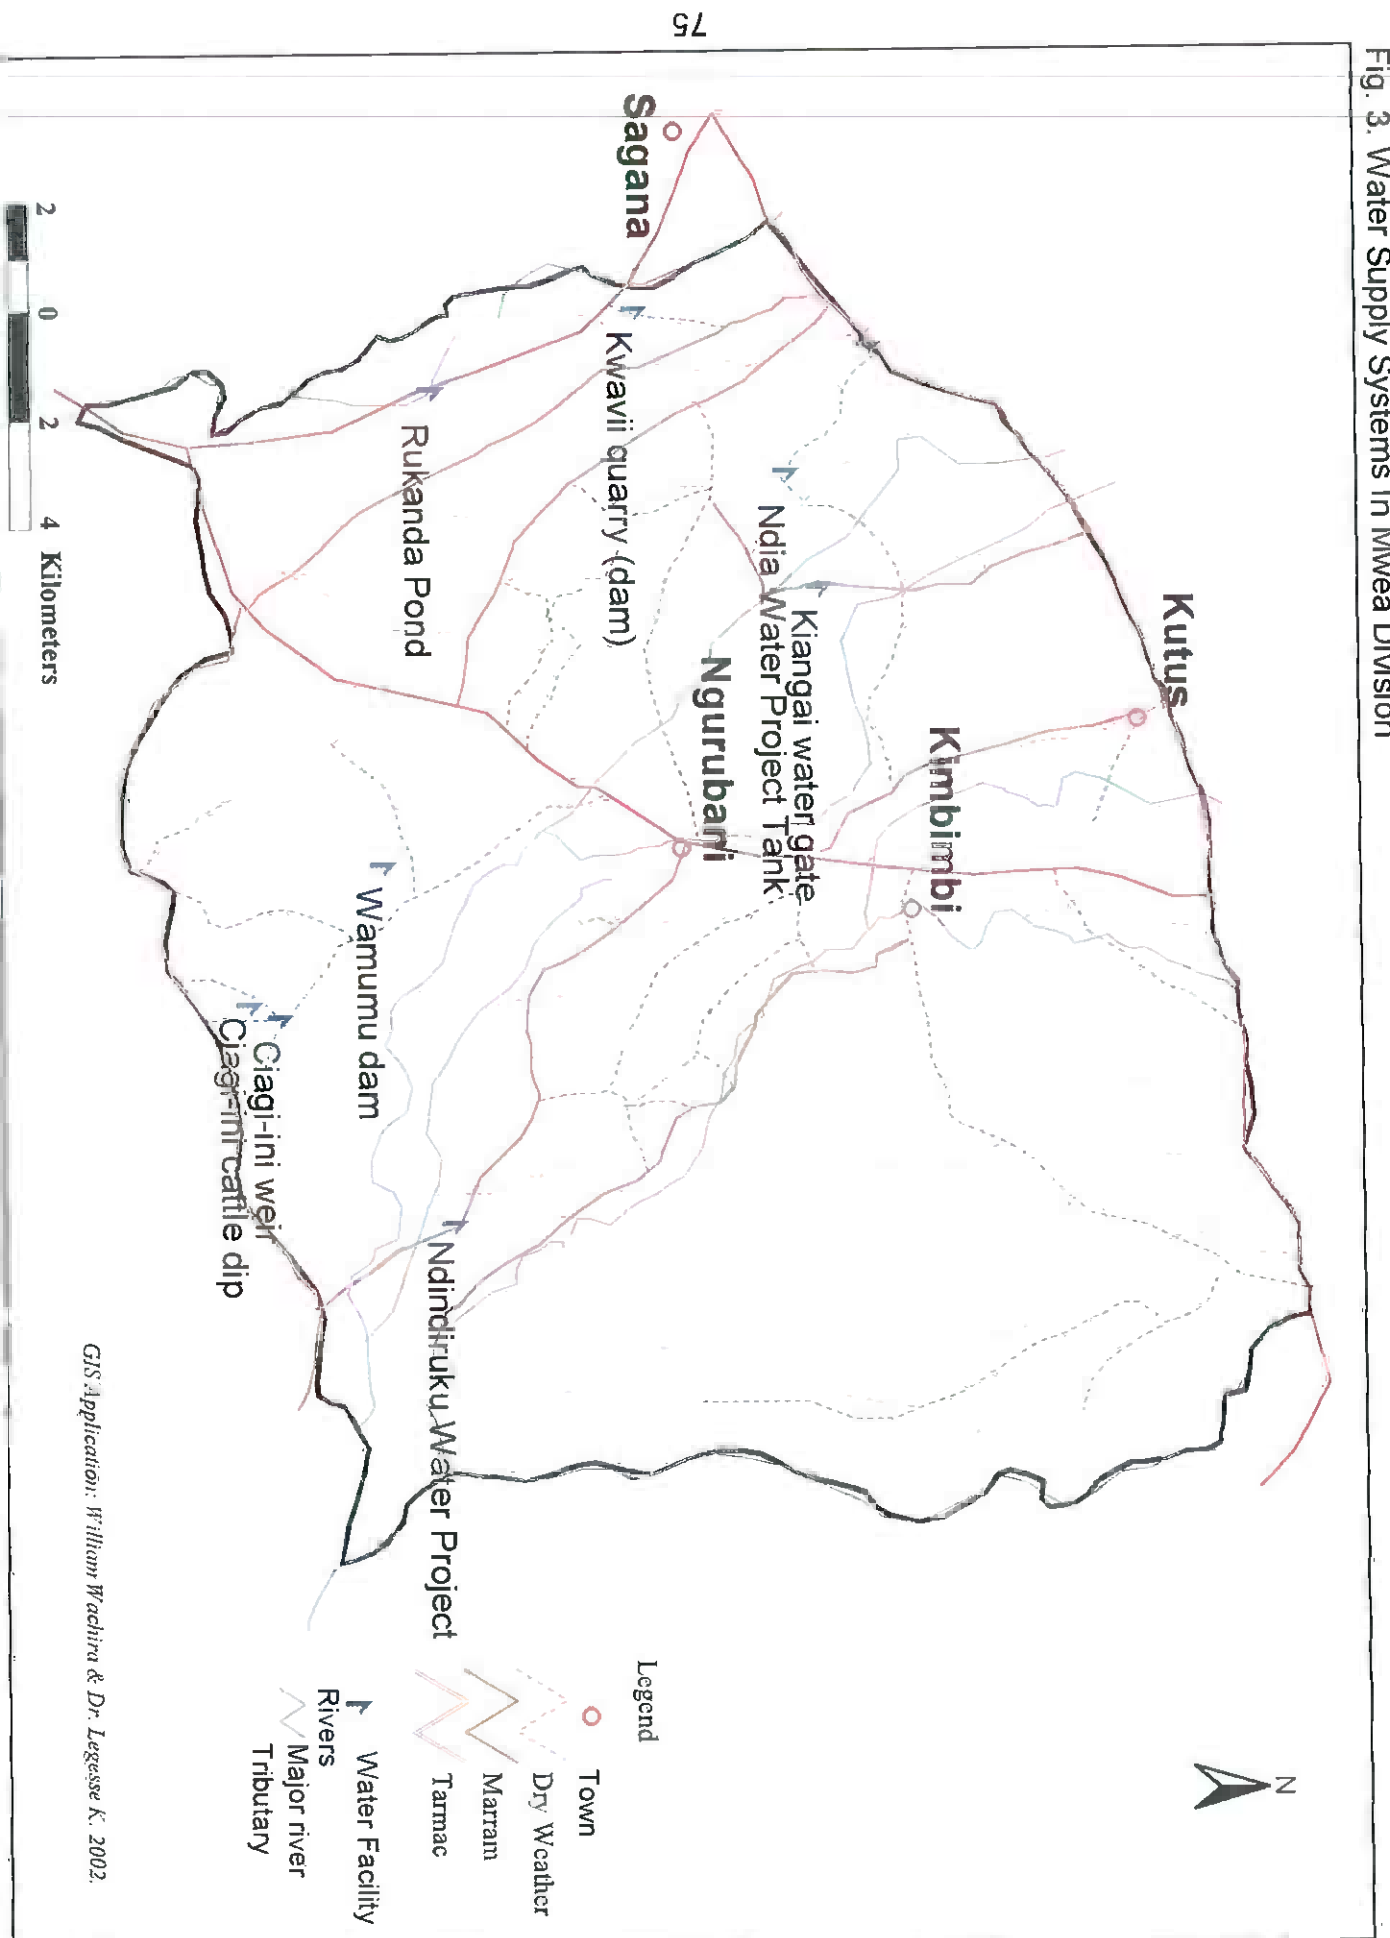 Fig. 3. Water Supply Systems in Mwea Division
N
Kutus
Kimbimbi
Kiangai water gate
Ndia Water Project Tank
Ngurubani
Sagana
Kwavii quarry (dam)
Rukanda Pond
Wamumu dam
Ciagi-ini weir
Ciagi-ini cattle dip
Ndindiruku Water Project
Legend
Town
Dry Weather
Marram
Tarmac
Water Facility
Rivers
Major river
Tributary
2 0 2 4 Kilometers
GIS Application: William Wachira & Dr. Legesse K. 2002.
75